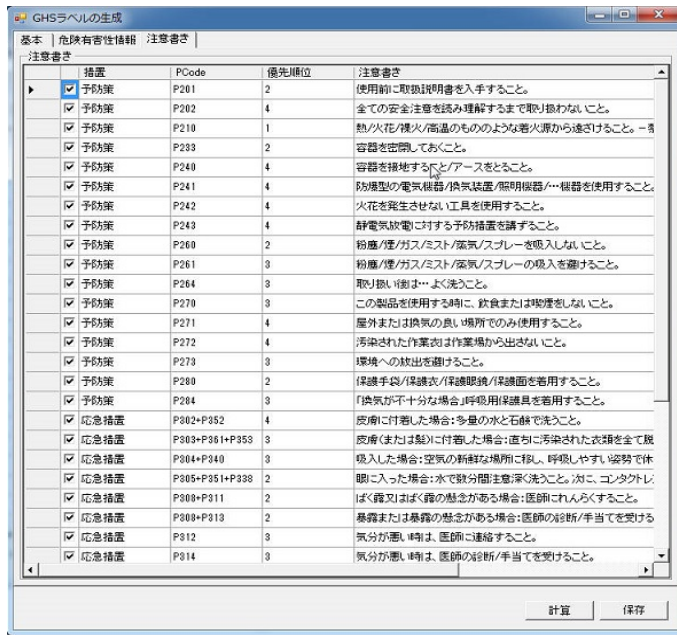 GHSラベルの生成
基本 危険有害性情報 注意書き
注意書き
措置 PCode 優先順位 注意書き
予防策 P201 2 使用前に取扱説明書を入手すること。
予防策 P202 4 全ての安全注意を読み理解するまで取り扱わないこと。
予防策 P210 1 熱/火花/裸火/高温のもののような着火源から遠ざけること。－禁
予防策 P233 2 容器を密閉しておくこと。
予防策 P240 4 容器を接地すること/アースをとること。
予防策 P241 4 防爆型の電気機器/換気装置/照明機器/…機器を使用すること。
予防策 P242 4 火花を発生させない工具を使用すること。
予防策 P243 4 静電気放電に対する予防措置を講ずること。
予防策 P260 2 粉塵/煙/ガス/ミスト/蒸気/スプレーを吸入しないこと。
予防策 P261 3 粉塵/煙/ガス/ミスト/蒸気/スプレーの吸入を避けること。
予防策 P264 3 取り扱い後は…よく洗うこと。
予防策 P270 3 この製品を使用する時に、飲食または喫煙をしないこと。
予防策 P271 4 屋外または換気の良い場所でのみ使用すること。
予防策 P272 4 汚染された作業衣は作業場から出さないこと。
予防策 P273 3 環境への放出を避けること。
予防策 P280 2 保護手袋/保護衣/保護眼鏡/保護面を着用すること。
予防策 P284 3 「換気が不十分な場合」呼吸用保護具を着用すること。
応急措置 P302+P352 4 皮膚に付着した場合:多量の水と石鹸で洗うこと。
応急措置 P303+P361+P353 3 皮膚(または髪)に付着した場合:直ちに汚染された衣類を全て脱
応急措置 P304+P340 3 吸入した場合:空気の新鮮な場所に移し、呼吸しやすい姿勢で休
応急措置 P305+P351+P338 2 眼に入った場合:水で数分間注意深く洗うこと。次に、コンタクトレ
応急措置 P308+P311 2 ばく露又はばく露の懸念がある場合:医師にれんらくすること。
応急措置 P308+P313 2 暴露または暴露の懸念がある場合:医師の診断/手当てを受ける
応急措置 P312 3 気分が悪い時は、医師に連絡すること。
応急措置 P314 3 気分が悪い時は、医師の診断/手当てを受けること。
計算 保存